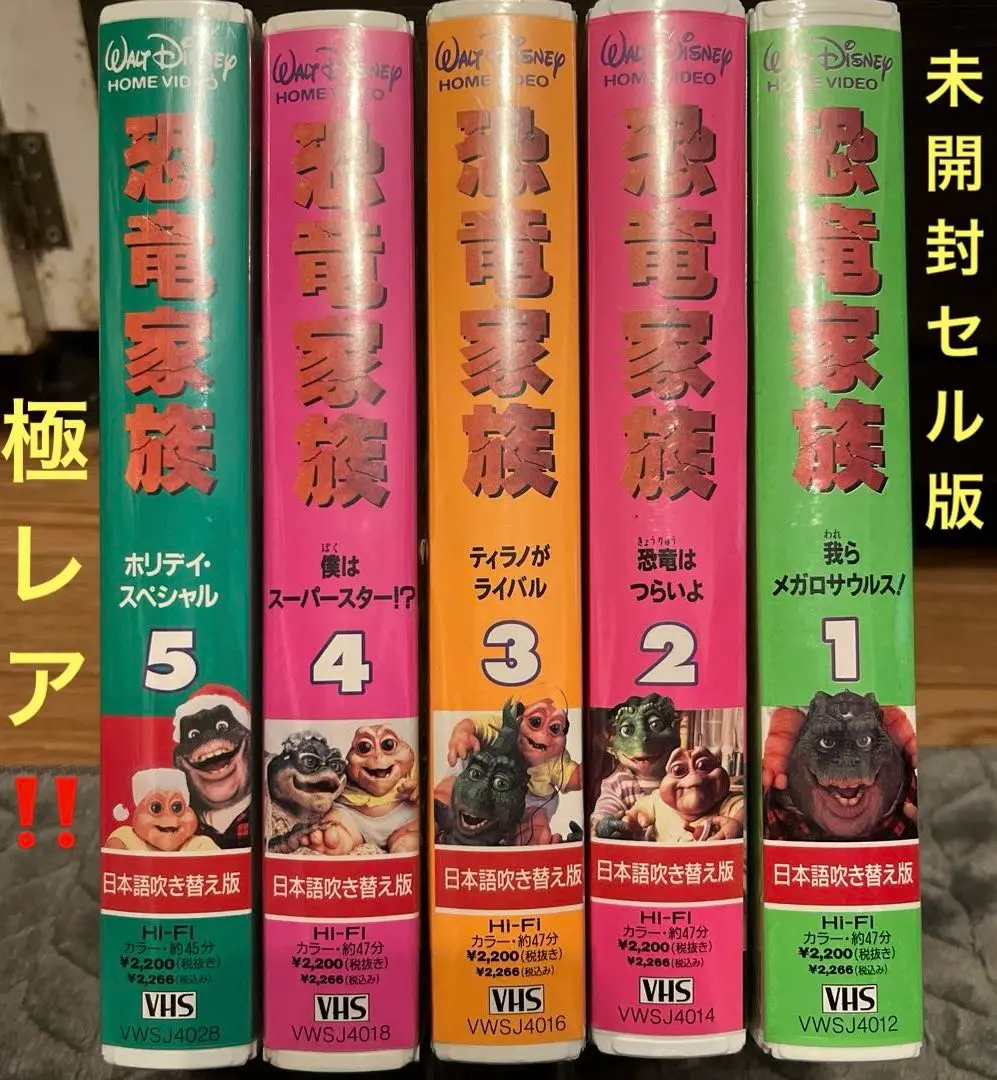 未開封セル版
極レア‼
WALT DISNEY
HOME VIDEO
恐竜家族
ホリデイ・
スペシャル
5
日本語吹き替え版
HI-FI
カラー・約45分
¥2,200(税抜き)
¥2,266(税込み)
VHS
VWSJ4028
WALT DISNEY
HOME VIDEO
恐竜家族
ぼく
僕は
スーパースター!?
4
日本語吹き替え版
HI-FI
カラー・約47分
¥2,200(税抜き)
¥2,266(税込み)
VHS
VWSJ4018
WALT DISNEY
HOME VIDEO
恐竜家族
ティラノが
ライバル
3
日本語吹き替え版
HI-FI
カラー・約47分
¥2,200(税抜き)
¥2,266(税込み)
VHS
VWSJ4016
WALT DISNEY
HOME VIDEO
恐竜家族
きょうりゅう
恐竜は
つらいよ
2
日本語吹き替え版
HI-FI
カラー・約47分
¥2,200(税抜き)
¥2,266(税込み)
VHS
VWSJ4014
WALT DISNEY
HOME VIDEO
恐竜家族
われ
我ら
メガロサウルス!
1
日本語吹き替え版
HI-FI
カラー・約47分
¥2,200(税抜き)
¥2,266(税込み)
VHS
VWSJ4012